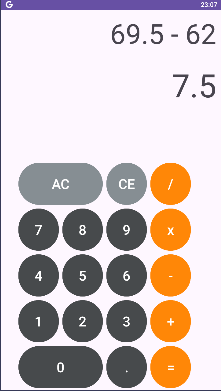 G 23:07
69.5 - 62
7.5
AC CE /
7 8 9 x
4 5 6 -
1 2 3 +
0 . =